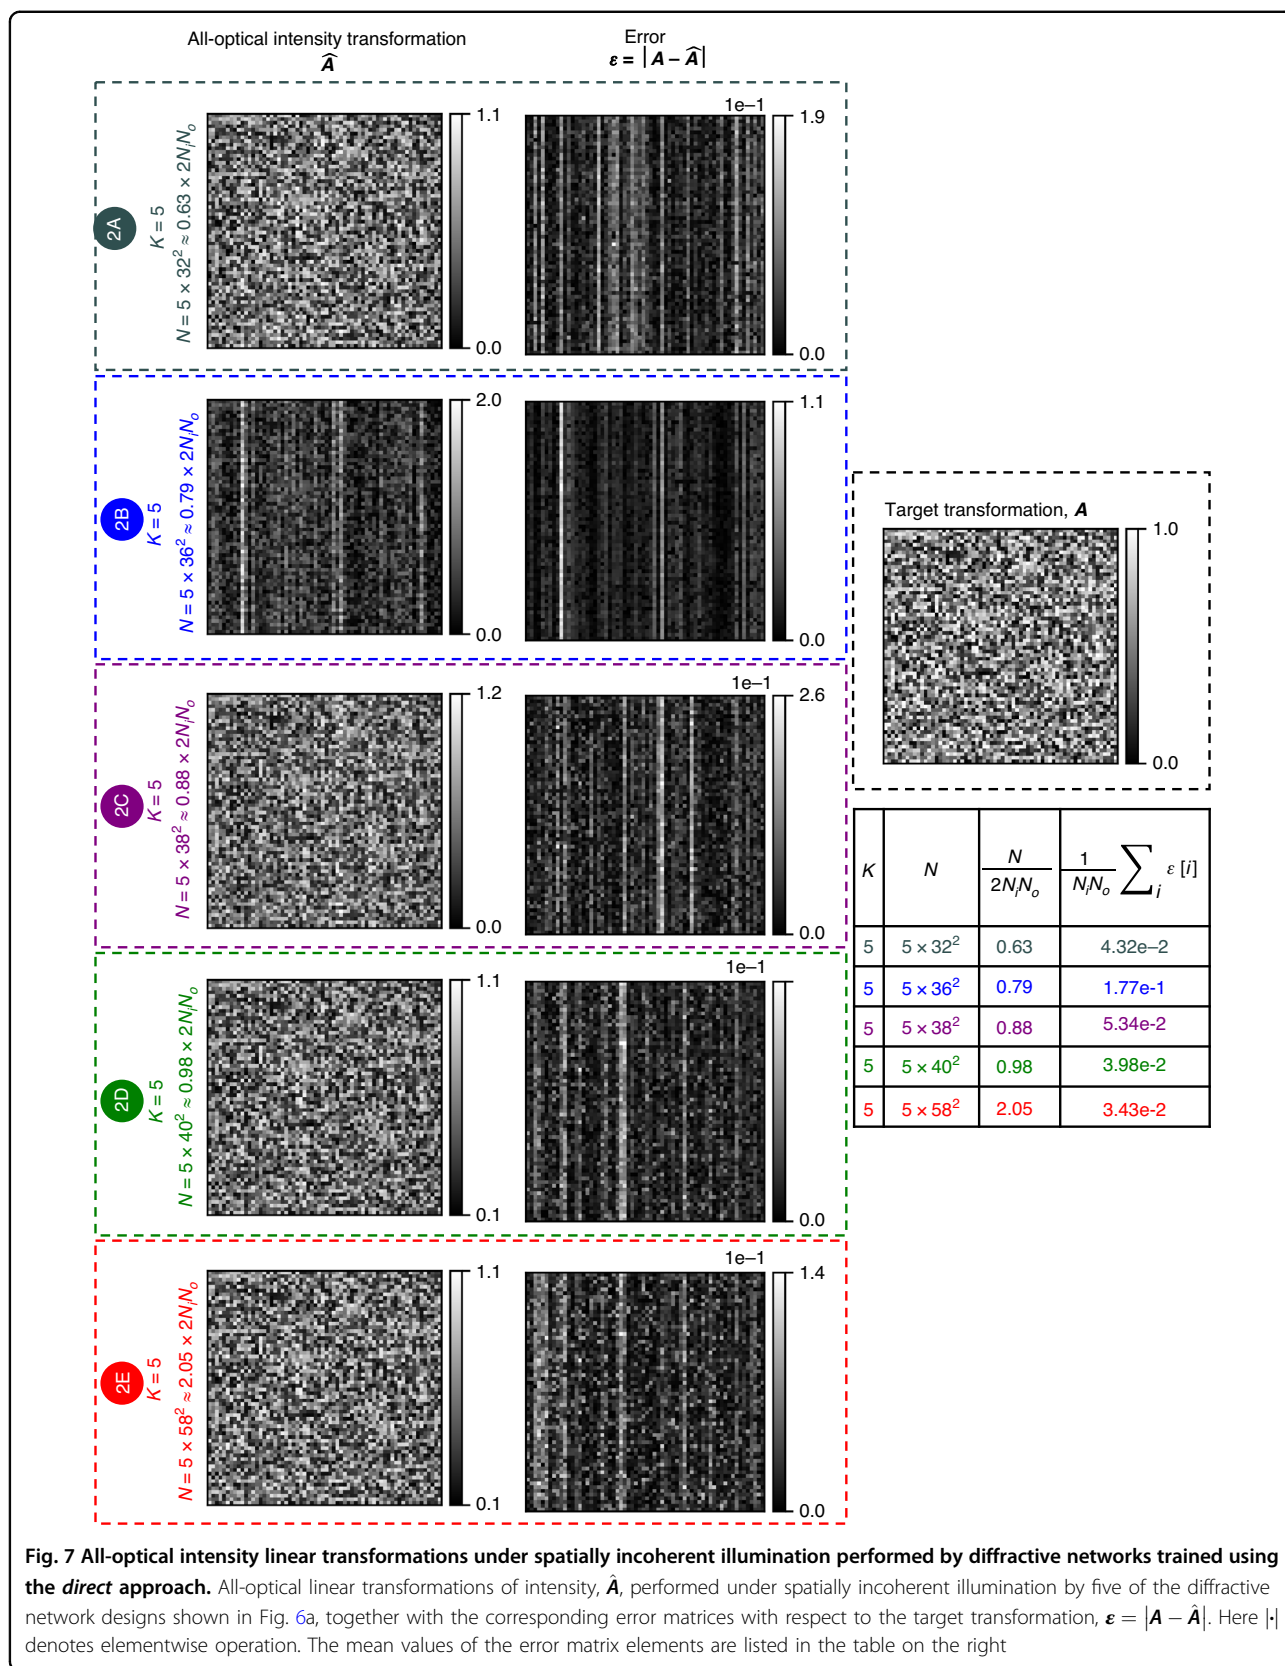 All-optical intensity transformation
Â
Error
ε = |A − Â|
2A
K = 5
N = 5 × 32² ≈ 0.63 × 2NᵢNₒ
1.1
0.0
1e−1
1.9
0.0
2B
K = 5
N = 5 × 36² ≈ 0.79 × 2NᵢNₒ
2.0
0.0
1.1
0.0
2C
K = 5
N = 5 × 38² ≈ 0.88 × 2NᵢNₒ
1.2
0.0
1e−1
2.6
0.0
2D
K = 5
N = 5 × 40² ≈ 0.98 × 2NᵢNₒ
1.1
0.1
1e−1
0.0
2E
K = 5
N = 5 × 58² ≈ 2.05 × 2NᵢNₒ
1.1
0.1
1e−1
1.4
0.0
Target transformation, A
1.0
0.0
K N N/2NᵢNₒ 1/NᵢNₒ ∑ᵢ ε [i]
5 5 × 32² 0.63 4.32e−2
5 5 × 36² 0.79 1.77e-1
5 5 × 38² 0.88 5.34e-2
5 5 × 40² 0.98 3.98e-2
5 5 × 58² 2.05 3.43e-2
Fig. 7 All-optical intensity linear transformations under spatially incoherent illumination performed by diffractive networks trained using
the direct approach. All-optical linear transformations of intensity, Â, performed under spatially incoherent illumination by five of the diffractive
network designs shown in Fig. 6a, together with the corresponding error matrices with respect to the target transformation, ε = |A − Â|. Here |·|
denotes elementwise operation. The mean values of the error matrix elements are listed in the table on the right